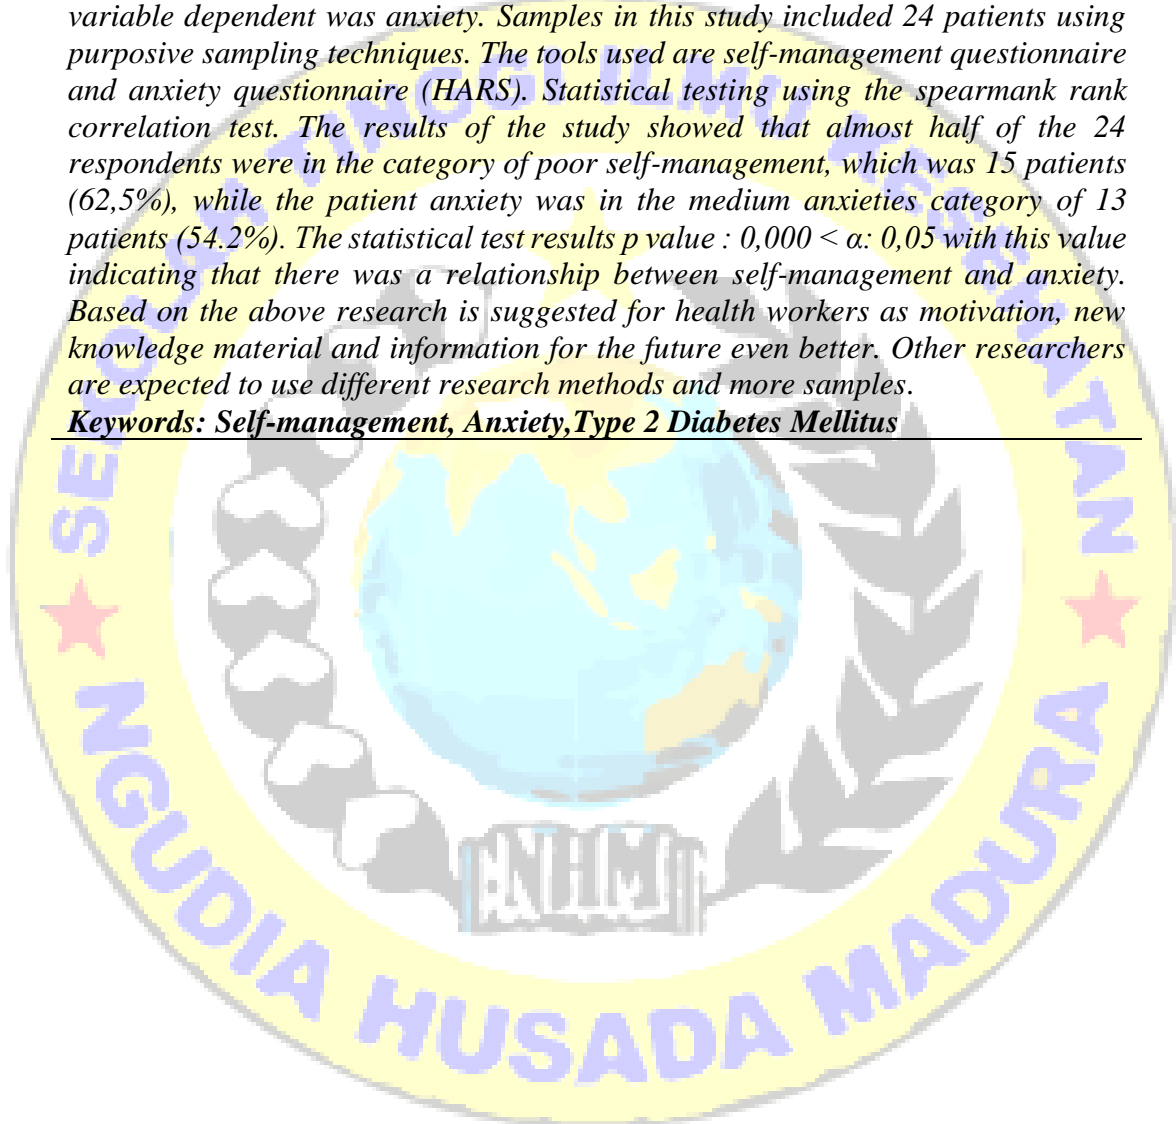 variable dependent was anxiety. Samples in this study included 24 patients using
purposive sampling techniques. The tools used are self-management questionnaire
and anxiety questionnaire (HARS). Statistical testing using the spearmank rank
correlation test. The results of the study showed that almost half of the 24
respondents were in the category of poor self-management, which was 15 patients
(62,5%), while the patient anxiety was in the medium anxieties category of 13
patients (54.2%). The statistical test results p value : 0,000 < α: 0,05 with this value
indicating that there was a relationship between self-management and anxiety.
Based on the above research is suggested for health workers as motivation, new
knowledge material and information for the future even better. Other researchers
are expected to use different research methods and more samples.
Keywords: Self-management, Anxiety,Type 2 Diabetes Mellitus
SEKOLAH TINGGI ILMU KESEHATAN
NHM
NGUDIA HUSADA MADURA